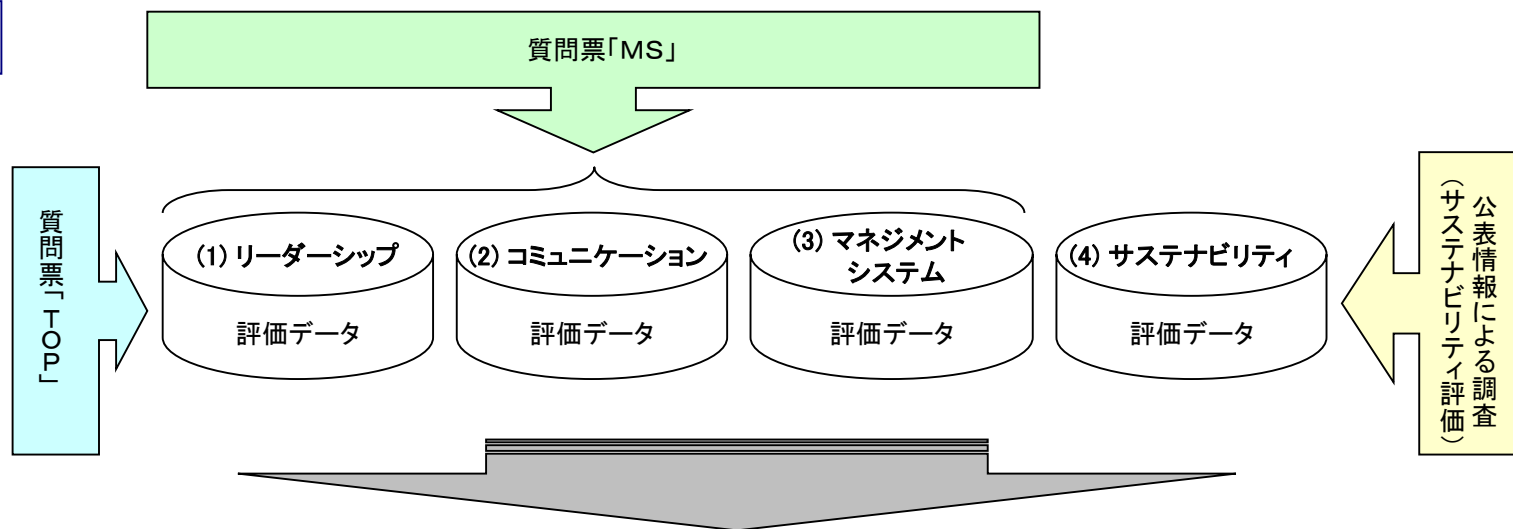 質問票「MS」
質問票「TOP」
(1) リーダーシップ
評価データ
(2) コミュニケーション
評価データ
(3) マネジメント
システム
評価データ
(4) サステナビリティ
評価データ
公表情報による調査
（サステナビリティ評価）